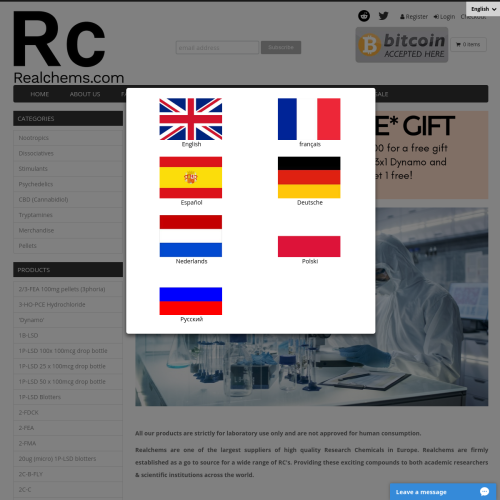 English
Rc
Realchems.com
email address
Subscribe
Register
Login
Checkout
bitcoin
ACCEPTED HERE
0 items
HOME
ABOUT US
CATEGORIES
Nootropics
Dissociatives
Stimulants
Psychedelics
CBD (Cannabidiol)
Tryptamines
Merchandise
Pellets
PRODUCTS
2/3-FEA 100mg pellets (3phoria)
3-HO-PCE Hydrochloride
'Dynamo'
1B-LSD
1P-LSD 100x 100mcg drop bottle
1P-LSD 25 x 100mcg drop bottle
1P-LSD 50 x 100mcg drop bottle
1P-LSD Blotters
2-FDCK
2-FEA
2-FMA
20ug (micro) 1P-LSD blotters
2C-B-FLY
2C-C
English
français
Español
Deutsche
Nederlands
Polski
Русский
E* GIFT
00 for a free gift
5x1 Dynamo and
et 1 free!
All our products are strictly for laboratory use only and are not approved for human consumption.
Realchems are one of the largest suppliers of high quality Research Chemicals in Europe. Realchems are firmly
established as a go to source for a wide range of RC's. Providing these exciting compounds to both academic researchers
& scientific institutions across the world.
Leave a message